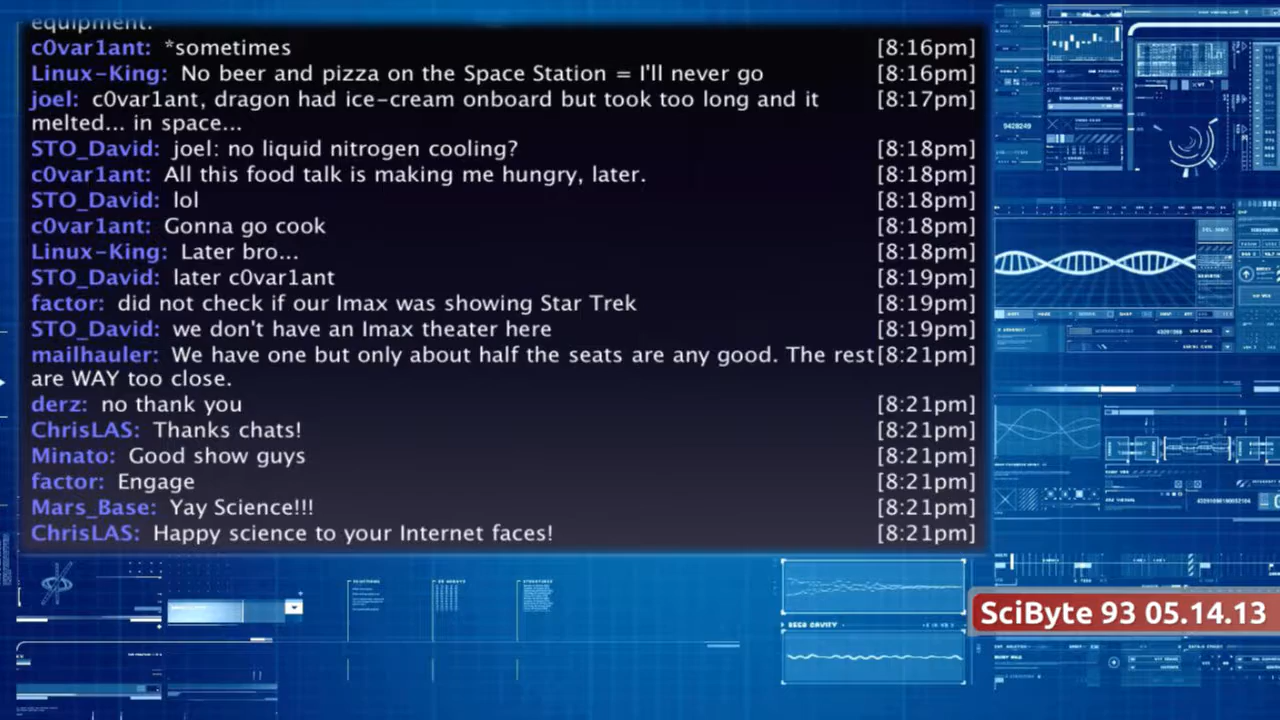 equipment.
c0var1ant: *sometimes [8:16pm]
Linux-King: No beer and pizza on the Space Station = I'll never go [8:16pm]
joel: c0var1ant, dragon had ice-cream onboard but took too long and it [8:17pm]
melted... in space...
STO_David: joel: no liquid nitrogen cooling? [8:18pm]
c0var1ant: All this food talk is making me hungry, later. [8:18pm]
STO_David: lol [8:18pm]
c0var1ant: Gonna go cook [8:18pm]
Linux-King: Later bro... [8:18pm]
STO_David: later c0var1ant [8:19pm]
factor: did not check if our Imax was showing Star Trek [8:19pm]
STO_David: we don't have an Imax theater here [8:19pm]
mailhauler: We have one but only about half the seats are any good. The rest [8:21pm]
are WAY too close.
derz: no thank you [8:21pm]
ChrisLAS: Thanks chats! [8:21pm]
Minato: Good show guys [8:21pm]
factor: Engage [8:21pm]
Mars_Base: Yay Science!!! [8:21pm]
ChrisLAS: Happy science to your Internet faces! [8:21pm]
9428249
SciByte 93 05.14.13